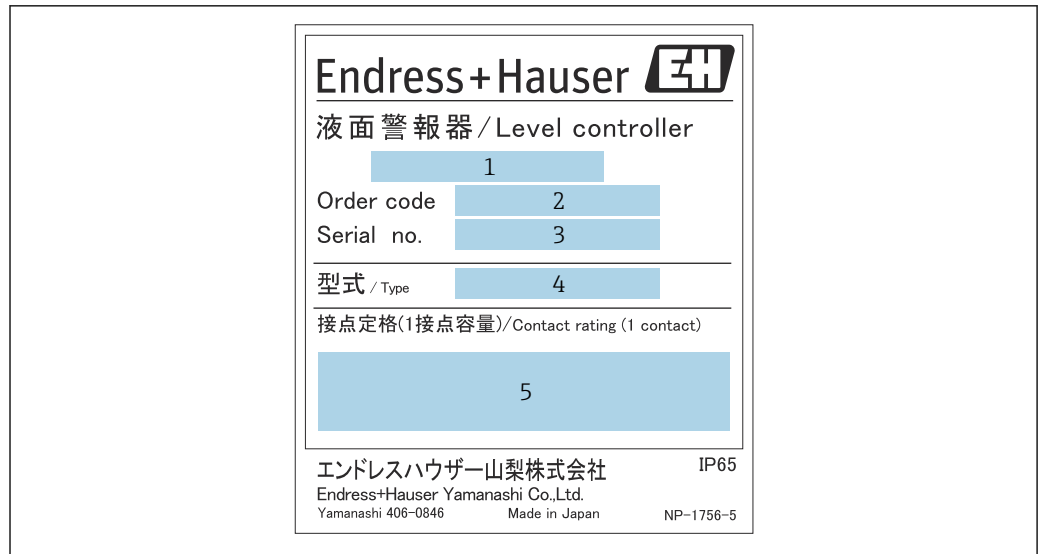 Endress+Hauser EH
液面警報器/Level controller
1
Order code 2
Serial no. 3
型式 / Type 4
接点定格(1接点容量)/Contact rating (1 contact)
5
エンドレスハウザー山梨株式会社 IP65
Endress+Hauser Yamanashi Co.,Ltd.
Yamanashi 406-0846 Made in Japan NP-1756-5